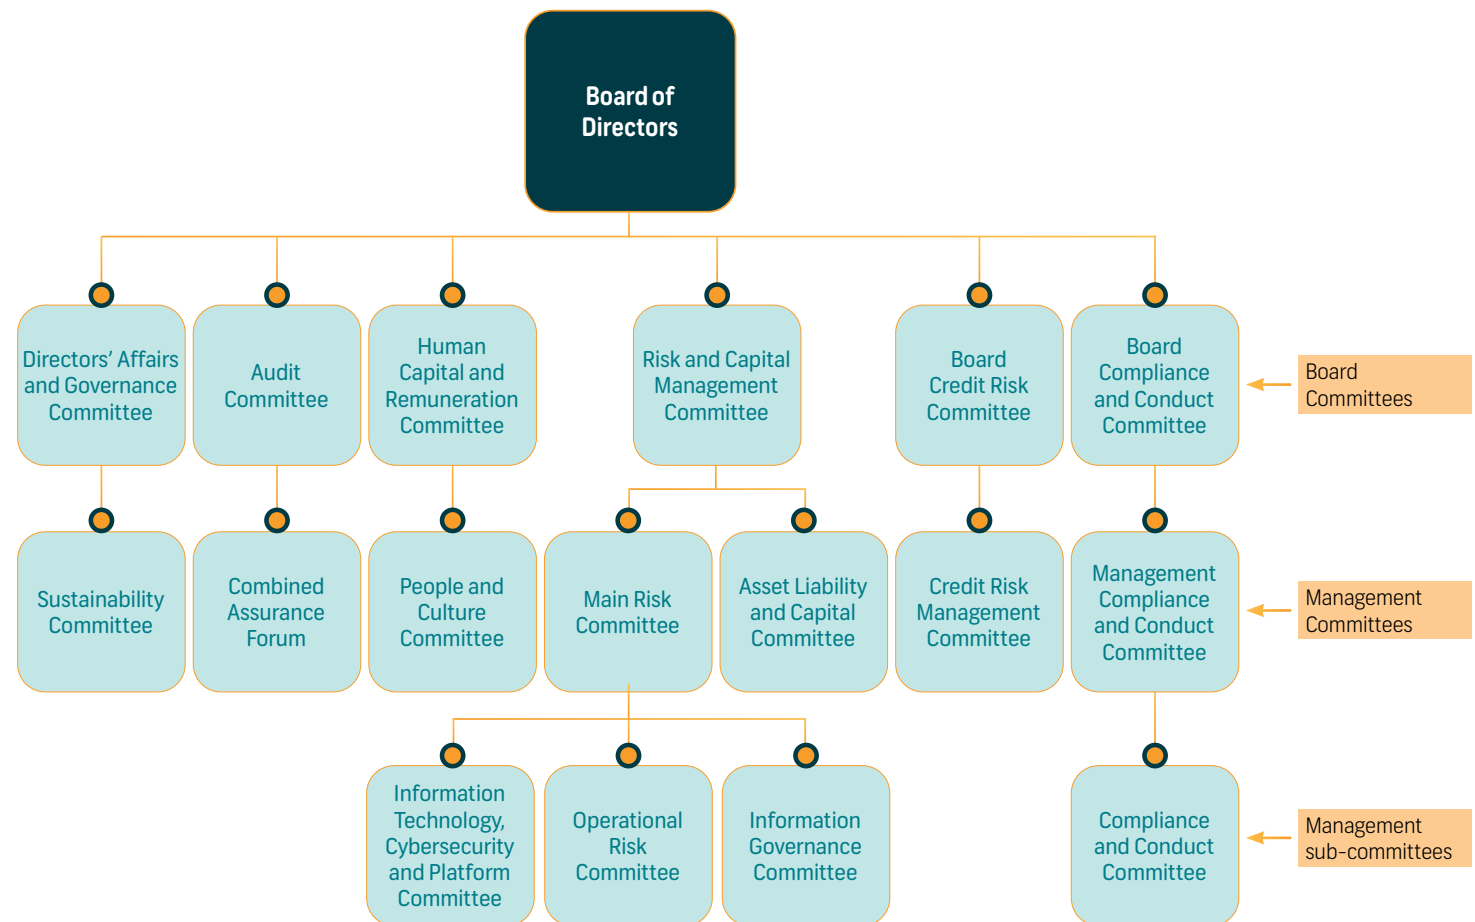 Board of
Directors
Directors’ Affairs
and Governance
Committee
Audit
Committee
Human
Capital and
Remuneration
Committee
Risk and Capital
Management
Committee
Board
Credit Risk
Committee
Board
Compliance
and Conduct
Committee
Board
Committees
Sustainability
Committee
Combined
Assurance
Forum
People and
Culture
Committee
Main Risk
Committee
Asset Liability
and Capital
Committee
Credit Risk
Management
Committee
Management
Compliance
and Conduct
Committee
Management
Committees
Information
Technology,
Cybersecurity
and Platform
Committee
Operational
Risk
Committee
Information
Governance
Committee
Compliance
and Conduct
Committee
Management
sub-committees